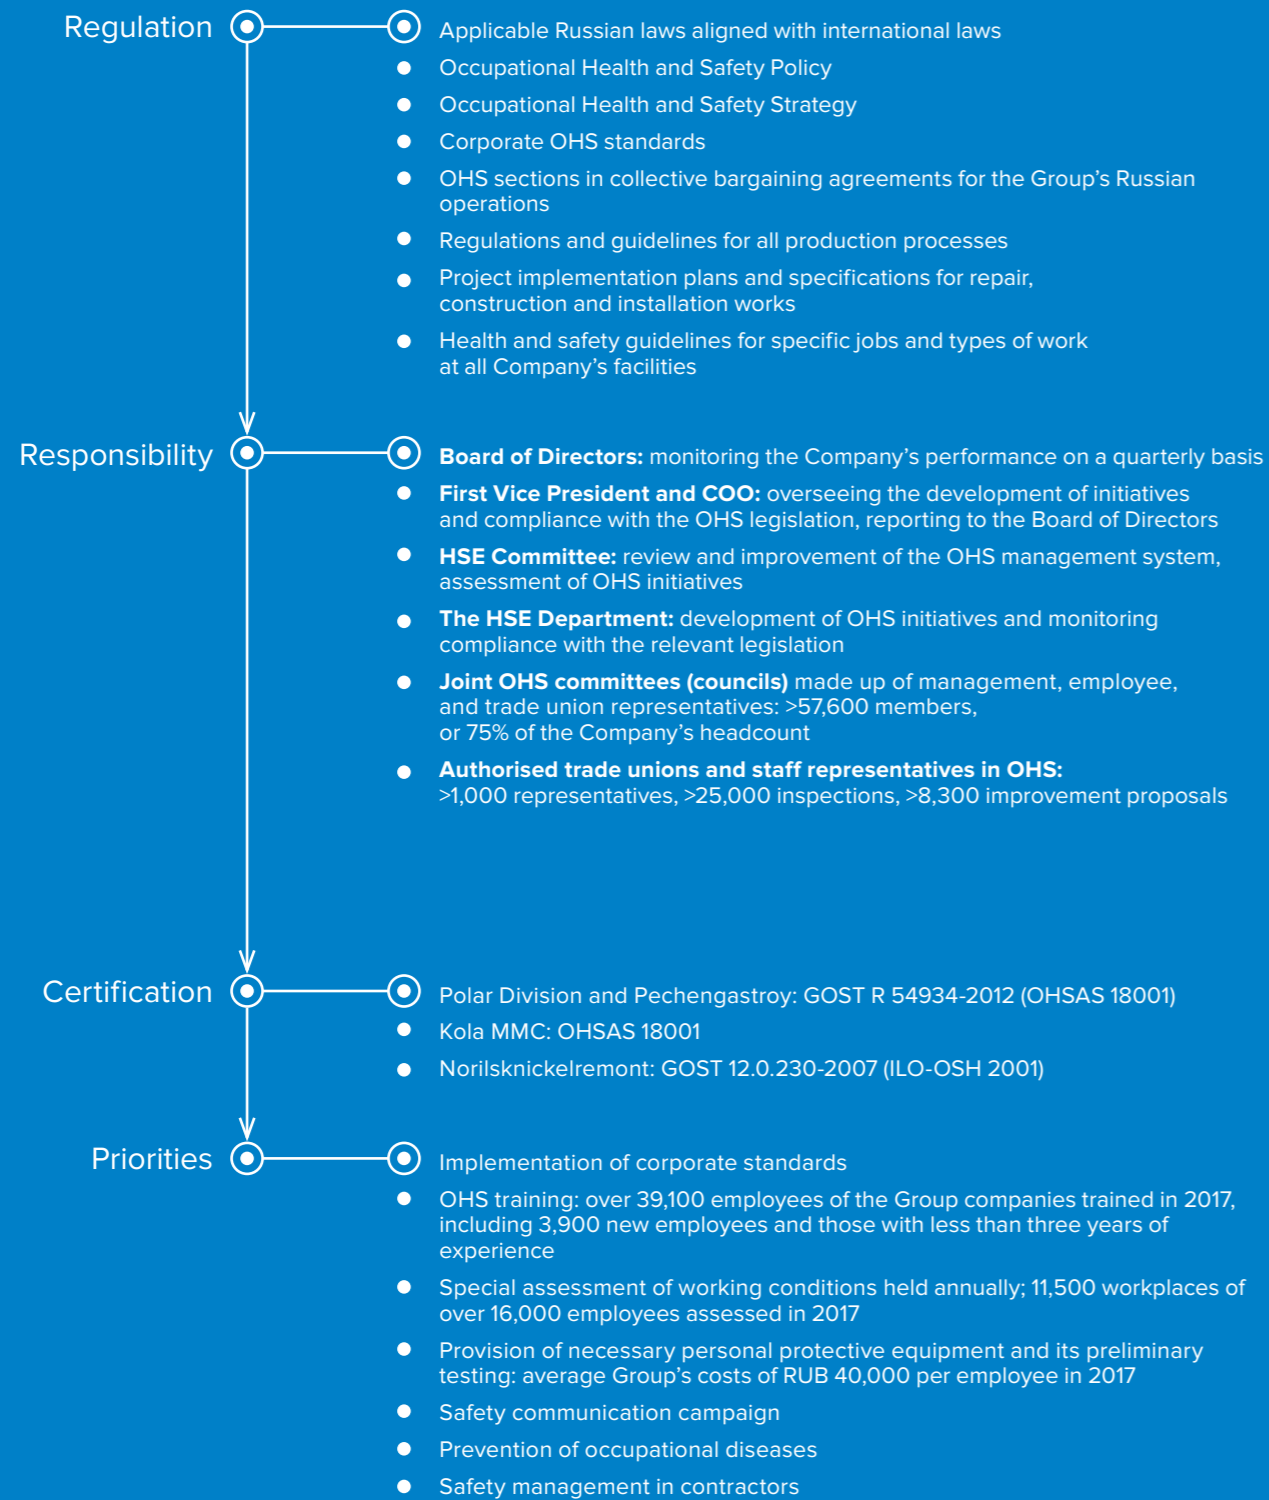 Regulation
Applicable Russian laws aligned with international laws
Occupational Health and Safety Policy
Occupational Health and Safety Strategy
Corporate OHS standards
OHS sections in collective bargaining agreements for the Group's Russian
operations
Regulations and guidelines for all production processes
Project implementation plans and specifications for repair,
construction and installation works
Health and safety guidelines for specific jobs and types of work
at all Company's facilities
Responsibility
Board of Directors: monitoring the Company's performance on a quarterly basis
First Vice President and COO: overseeing the development of initiatives
and compliance with the OHS legislation, reporting to the Board of Directors
HSE Committee: review and improvement of the OHS management system,
assessment of OHS initiatives
The HSE Department: development of OHS initiatives and monitoring
compliance with the relevant legislation
Joint OHS committees (councils) made up of management, employee,
and trade union representatives: >57,600 members,
or 75% of the Company's headcount
Authorised trade unions and staff representatives in OHS:
>1,000 representatives, >25,000 inspections, >8,300 improvement proposals
Certification
Polar Division and Pechengastroy: GOST R 54934-2012 (OHSAS 18001)
Kola MMC: OHSAS 18001
Norilsknickelremont: GOST 12.0.230-2007 (ILO-OSH 2001)
Priorities
Implementation of corporate standards
OHS training: over 39,100 employees of the Group companies trained in 2017,
including 3,900 new employees and those with less than three years of
experience
Special assessment of working conditions held annually; 11,500 workplaces of
over 16,000 employees assessed in 2017
Provision of necessary personal protective equipment and its preliminary
testing: average Group's costs of RUB 40,000 per employee in 2017
Safety communication campaign
Prevention of occupational diseases
Safety management in contractors